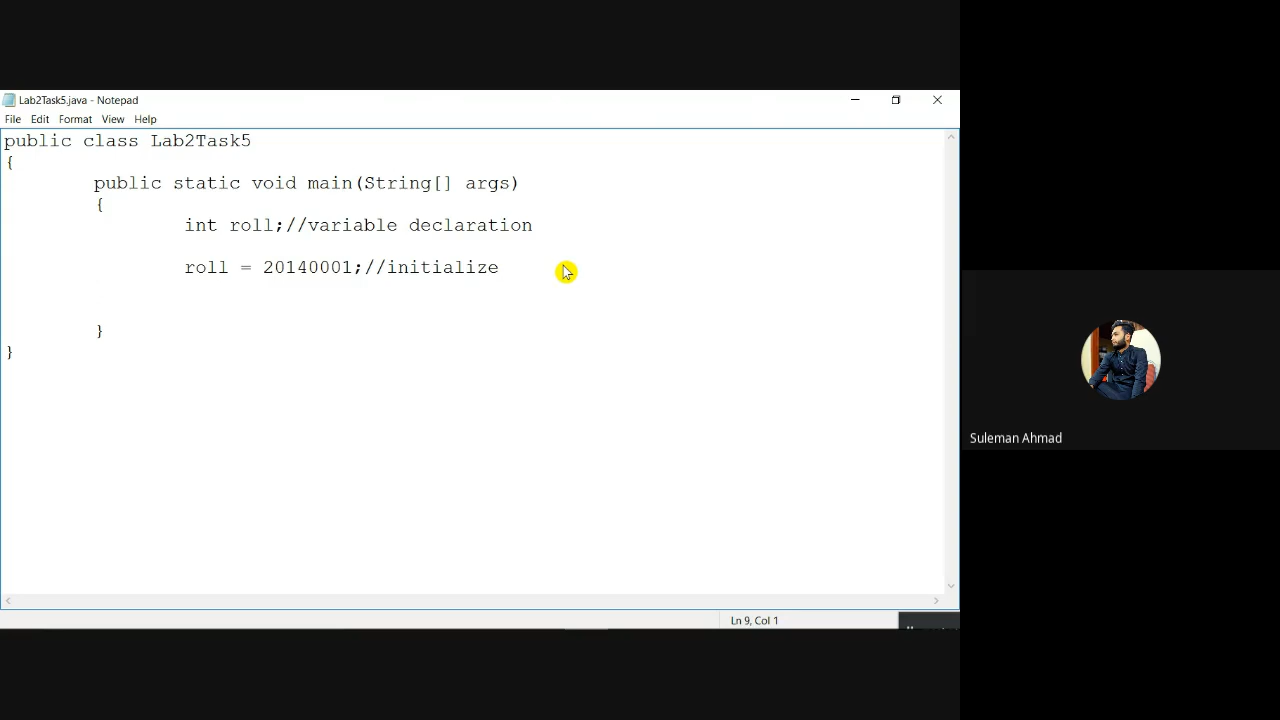 Lab2Task5.java - Notepad
File Edit Format View Help
public class Lab2Task5
{
public static void main(String[] args)
{
int roll;//variable declaration
roll = 20140001;//initialize
}
}
Suleman Ahmad
Ln 9, Col 1